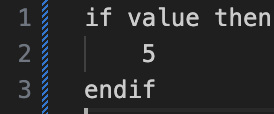 1 if value then
2     5
3 endif